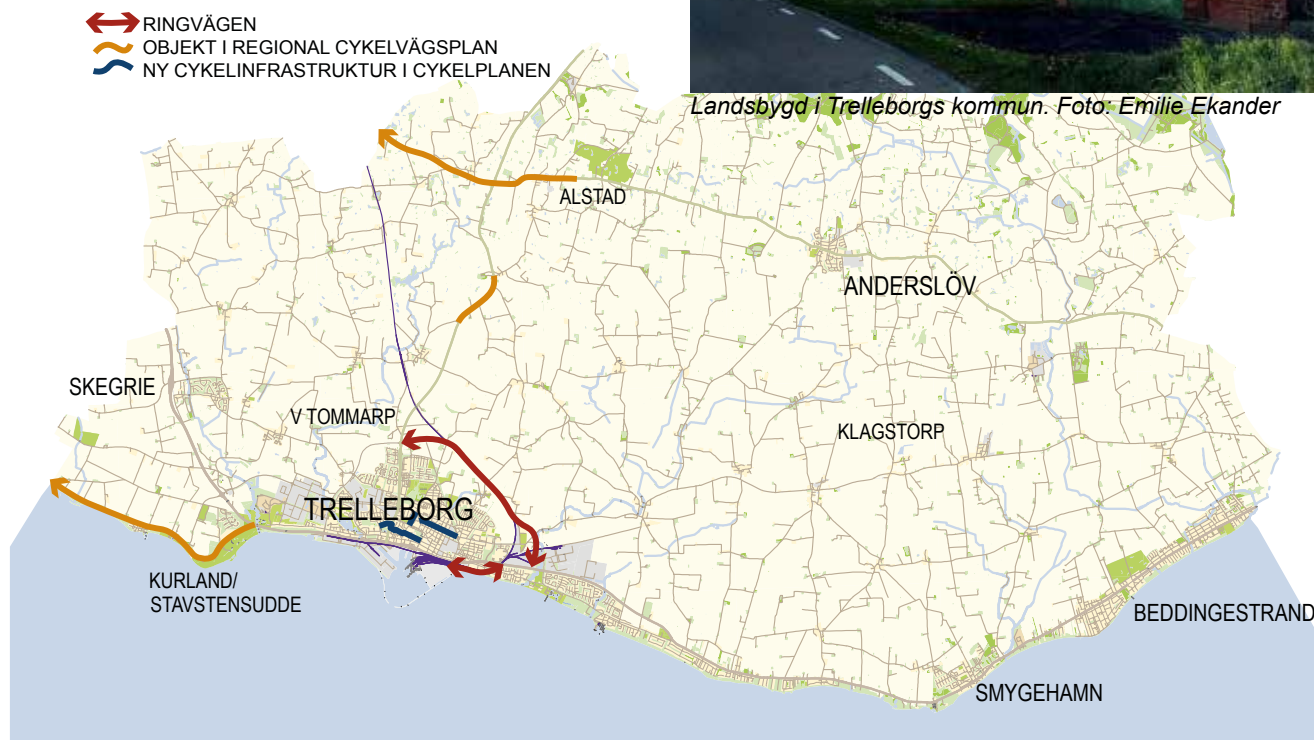 RINGVÄGEN
OBJEKT I REGIONAL CYKELVÄGSPLAN
NY CYKELINFRASTRUKTUR I CYKELPLANEN
Landsbygd i Trelleborgs kommun. Foto: Emilie Ekander
ALSTAD
ANDERSLÖV
SKEGRIE
V TOMMARP
KLAGSTORP
TRELLEBORG
KURLAND/
STAVSTENSUDDE
BEDDINGESTRAND
SMYGEHAMN